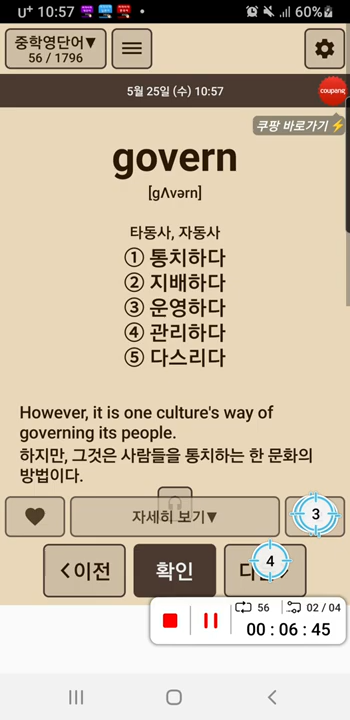 U+ 10:57 60%
중학영단어▼
56 / 1796
5월 25일 (수) 10:57
coupang
쿠팡 바로가기⚡
govern
[gʌvərn]
타동사, 자동사
① 통치하다
② 지배하다
③ 운영하다
④ 관리하다
⑤ 다스리다
However, it is one culture's way of
governing its people.
하지만, 그것은 사람들을 통치하는 한 문화의
방법이다.
자세히 보기▼
3
<이전 확인
4
56 02 / 04
00 : 06 : 45